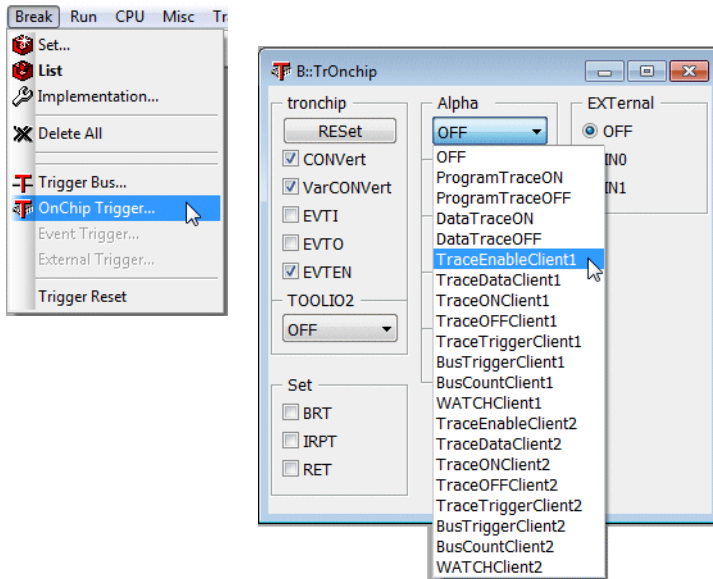 Break Run CPU Misc Tr
Set...
List
Implementation...
Delete All
Trigger Bus...
OnChip Trigger...
Event Trigger...
External Trigger...
Trigger Reset
B::TrOnchip
tronchip
RESet
CONVert
VarCONVert
EVTI
EVTO
EVTEN
TOOLIO2
OFF
Set
BRT
IRPT
RET
Alpha
OFF
OFF
ProgramTraceON
ProgramTraceOFF
DataTraceON
DataTraceOFF
TraceEnableClient1
TraceDataClient1
TraceONClient1
TraceOFFClient1
TraceTriggerClient1
BusTriggerClient1
BusCountClient1
WATCHClient1
TraceEnableClient2
TraceDataClient2
TraceONClient2
TraceOFFClient2
TraceTriggerClient2
BusTriggerClient2
BusCountClient2
WATCHClient2
EXTernal
OFF
IN0
IN1